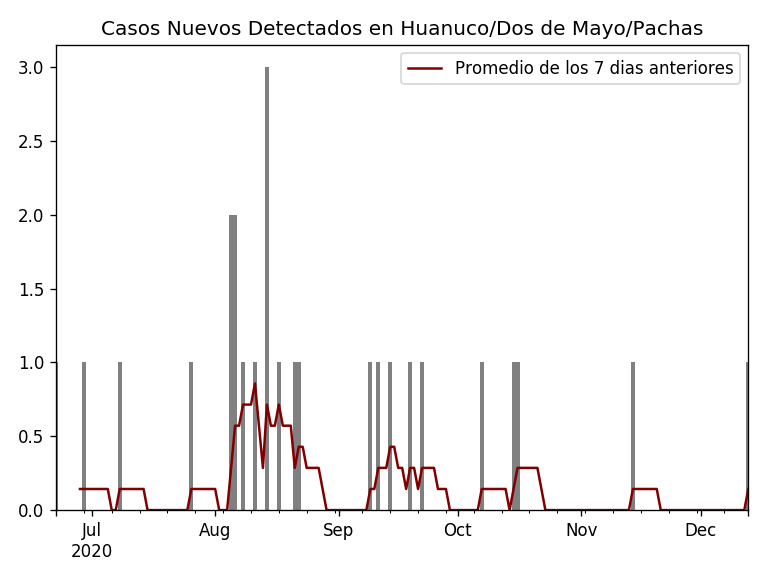 Casos Nuevos Detectados en Huanuco/Dos de Mayo/Pachas
Promedio de los 7 dias anteriores
3.0
2.5
2.0
1.5
1.0
0.5
0.0
Jul Aug Sep Oct Nov Dec
2020